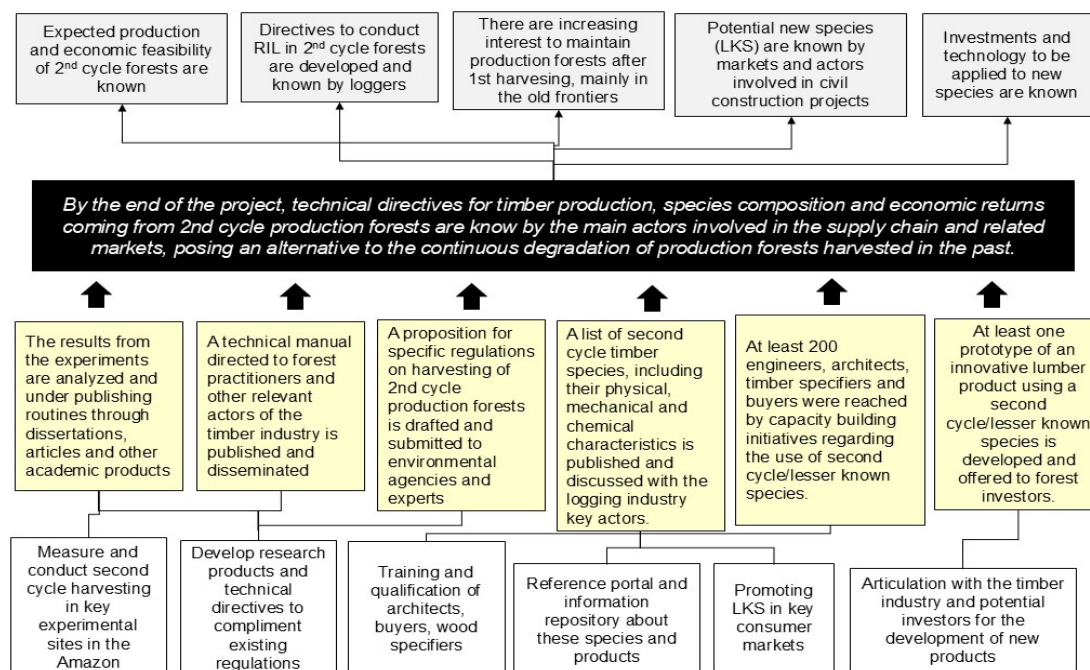 Expected production
and economic feasibility
of 2nd cycle forests are
known
Directives to conduct
RIL in 2nd cycle forests
are developed and
known by loggers
There are increasing
interest to maintain
production forests after
1st harvesing, mainly in
the old frontiers
Potential new species
(LKS) are known by
markets and actors
involved in civil
construction projects
Investments and
technology to be
applied to new
species are known
By the end of the project, technical directives for timber production, species composition and economic returns
coming from 2nd cycle production forests are know by the main actors involved in the supply chain and related
markets, posing an alternative to the continuous degradation of production forests harvested in the past.
The results from
the experiments
are analyzed and
under publishing
routines through
dissertations,
articles and other
academic products
A technical manual
directed to forest
practitioners and
other relevant
actors of the
timber industry is
published and
disseminated
A proposition for
specific regulations
on harvesting of
2nd cycle
production forests
is drafted and
submitted to
environmental
agencies and
experts
A list of second
cycle timber
species, including
their physical,
mechanical and
chemical
characteristics is
published and
discussed with the
logging industry
key actors.
At least 200
engineers, architects,
timber specifiers and
buyers were reached
by capacity building
initiatives regarding
the use of second
cycle/lesser known
species.
At least one
prototype of an
innovative lumber
product using a
second
cycle/lesser known
species is
developed and
offered to forest
investors.
Measure and
conduct second
cycle harvesting
in key
experimental
sites in the
Amazon
Develop research
products and
technical
directives to
compliment
existing
regulations
Training and
qualification of
architects,
buyers, wood
specifiers
Reference portal and
information
repository about
these species and
products
Promoting
LKS in key
consumer
markets
Articulation with the timber
industry and potential
investors for the
development of new
products